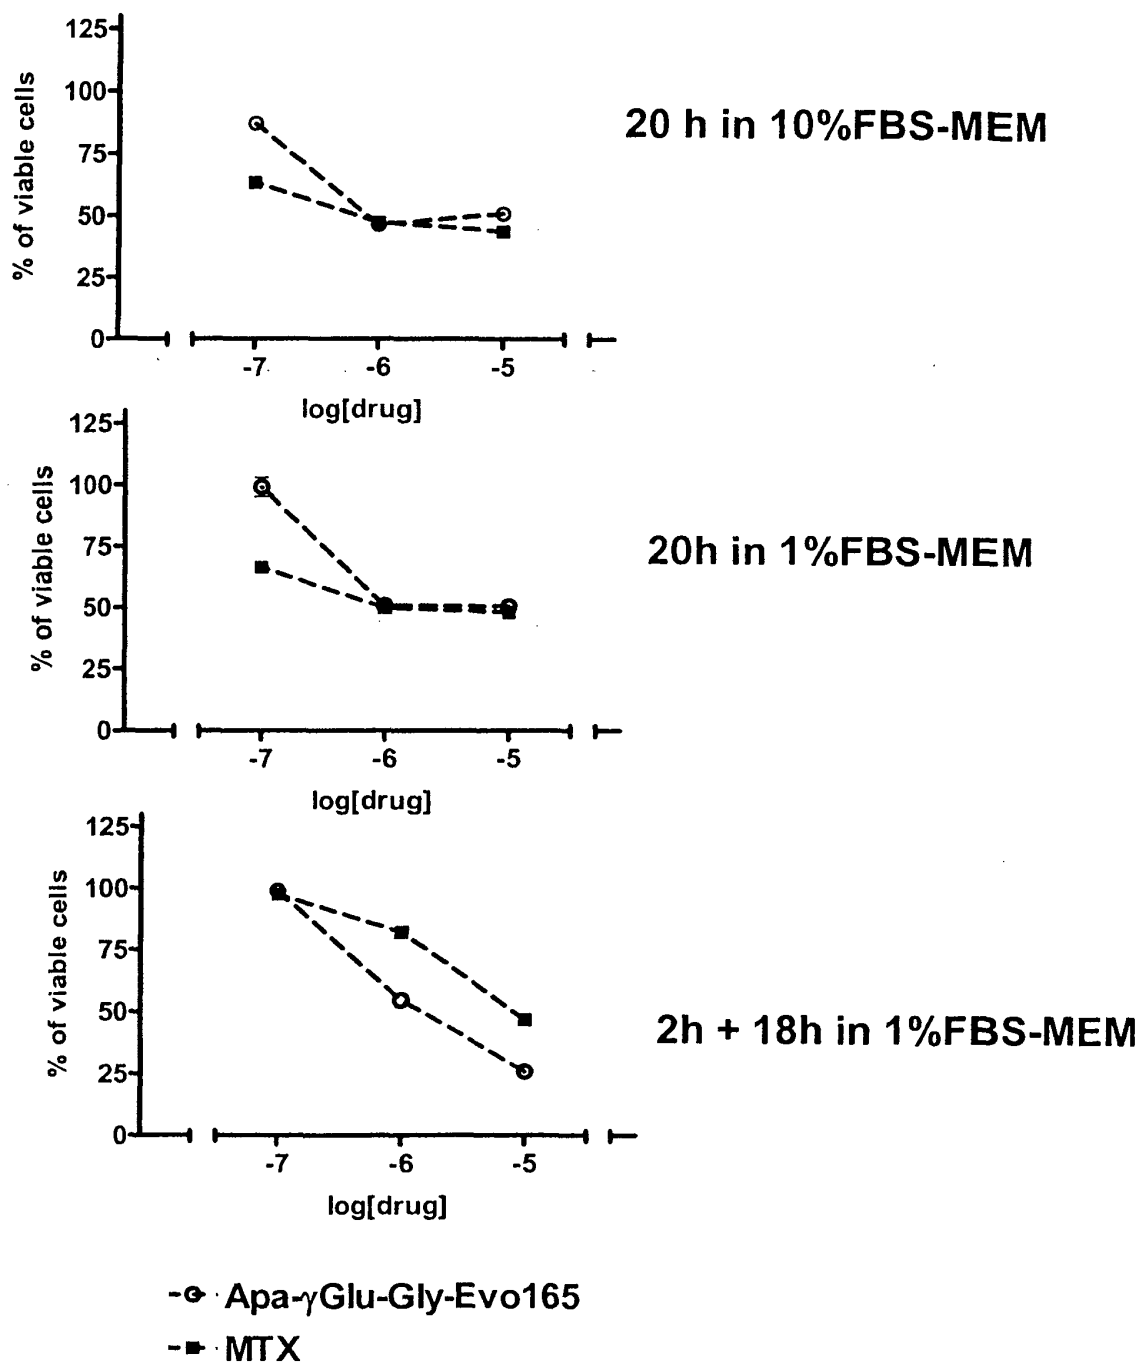 % of viable cells
125
100
75
50
25
0
-7
-6
-5
log[drug]
20 h in 10%FBS-MEM
% of viable cells
125
100
75
50
25
0
-7
-6
-5
log[drug]
20h in 1%FBS-MEM
% of viable cells
125
100
75
50
25
0
-7
-6
-5
log[drug]
2h + 18h in 1%FBS-MEM
Apa-γGlu-Gly-Evo165
MTX